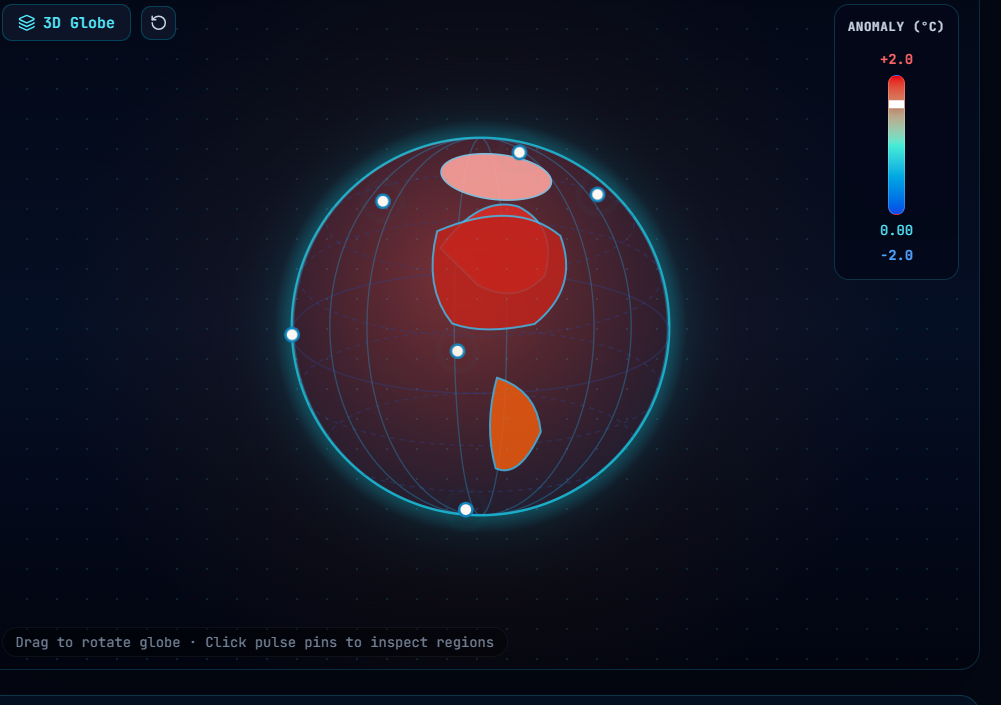 3D Globe
ANOMALY (°C)
+2.0
0.00
-2.0
Drag to rotate globe · Click pulse pins to inspect regions